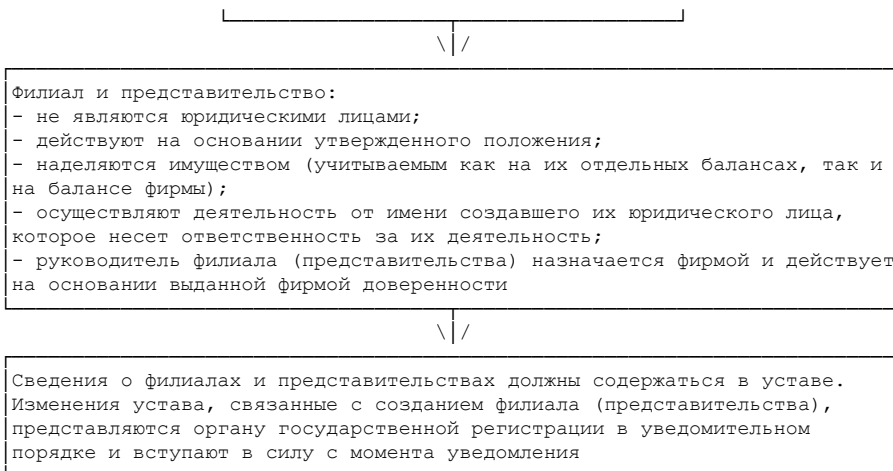 Филиал и представительство:
- не являются юридическими лицами;
- действуют на основании утвержденного положения;
- наделяются имуществом (учитываемым как на их отдельных балансах, так и
на балансе фирмы);
- осуществляют деятельность от имени создавшего их юридического лица,
которое несет ответственность за их деятельность;
- руководитель филиала (представительства) назначается фирмой и действует
на основании выданной фирмой доверенности
Сведения о филиалах и представительствах должны содержаться в уставе.
Изменения устава, связанные с созданием филиала (представительства),
представляются органу государственной регистрации в уведомительном
порядке и вступают в силу с момента уведомления